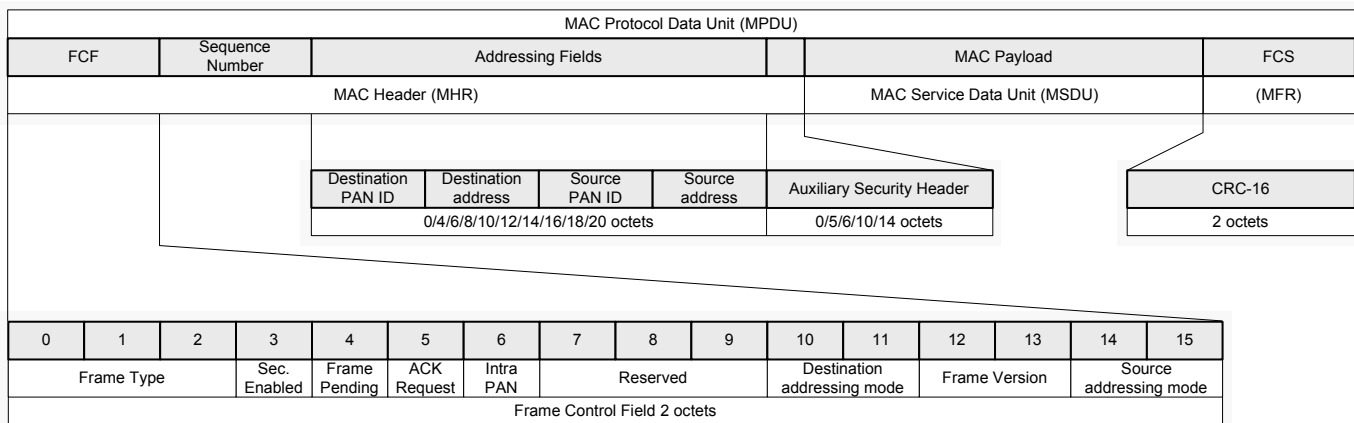 MAC Protocol Data Unit (MPDU)
FCF
Sequence
Number
Addressing Fields
MAC Payload
FCS
MAC Header (MHR)
MAC Service Data Unit (MSDU)
(MFR)
Destination
PAN ID
Destination
address
Source
PAN ID
Source
address
Auxiliary Security Header
CRC-16
0/4/6/8/10/12/14/16/18/20 octets
0/5/6/10/14 octets
2 octets
0 1 2 3 4 5 6 7 8 9 10 11 12 13 14 15
Frame Type
Sec.
Enabled
Frame
Pending
ACK
Request
Intra
PAN
Reserved
Destination
addressing mode
Frame Version
Source
addressing mode
Frame Control Field 2 octets